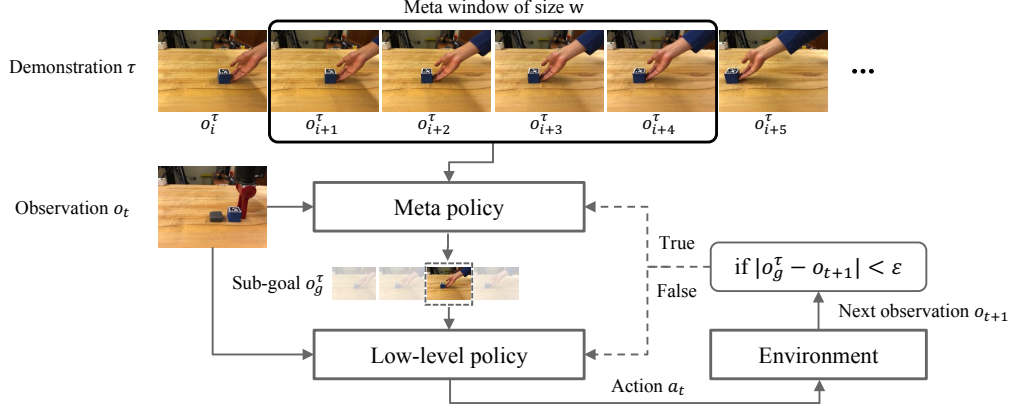 Meta window of size w
Demonstration τ
...
o_i^τ
o_{i+1}^τ
o_{i+2}^τ
o_{i+3}^τ
o_{i+4}^τ
o_{i+5}^τ
Observation o_t
Meta policy
True
if |o_g^τ − o_{t+1}| < ε
Sub-goal o_g^τ
False
Next observation o_{t+1}
Low-level policy
Environment
Action a_t